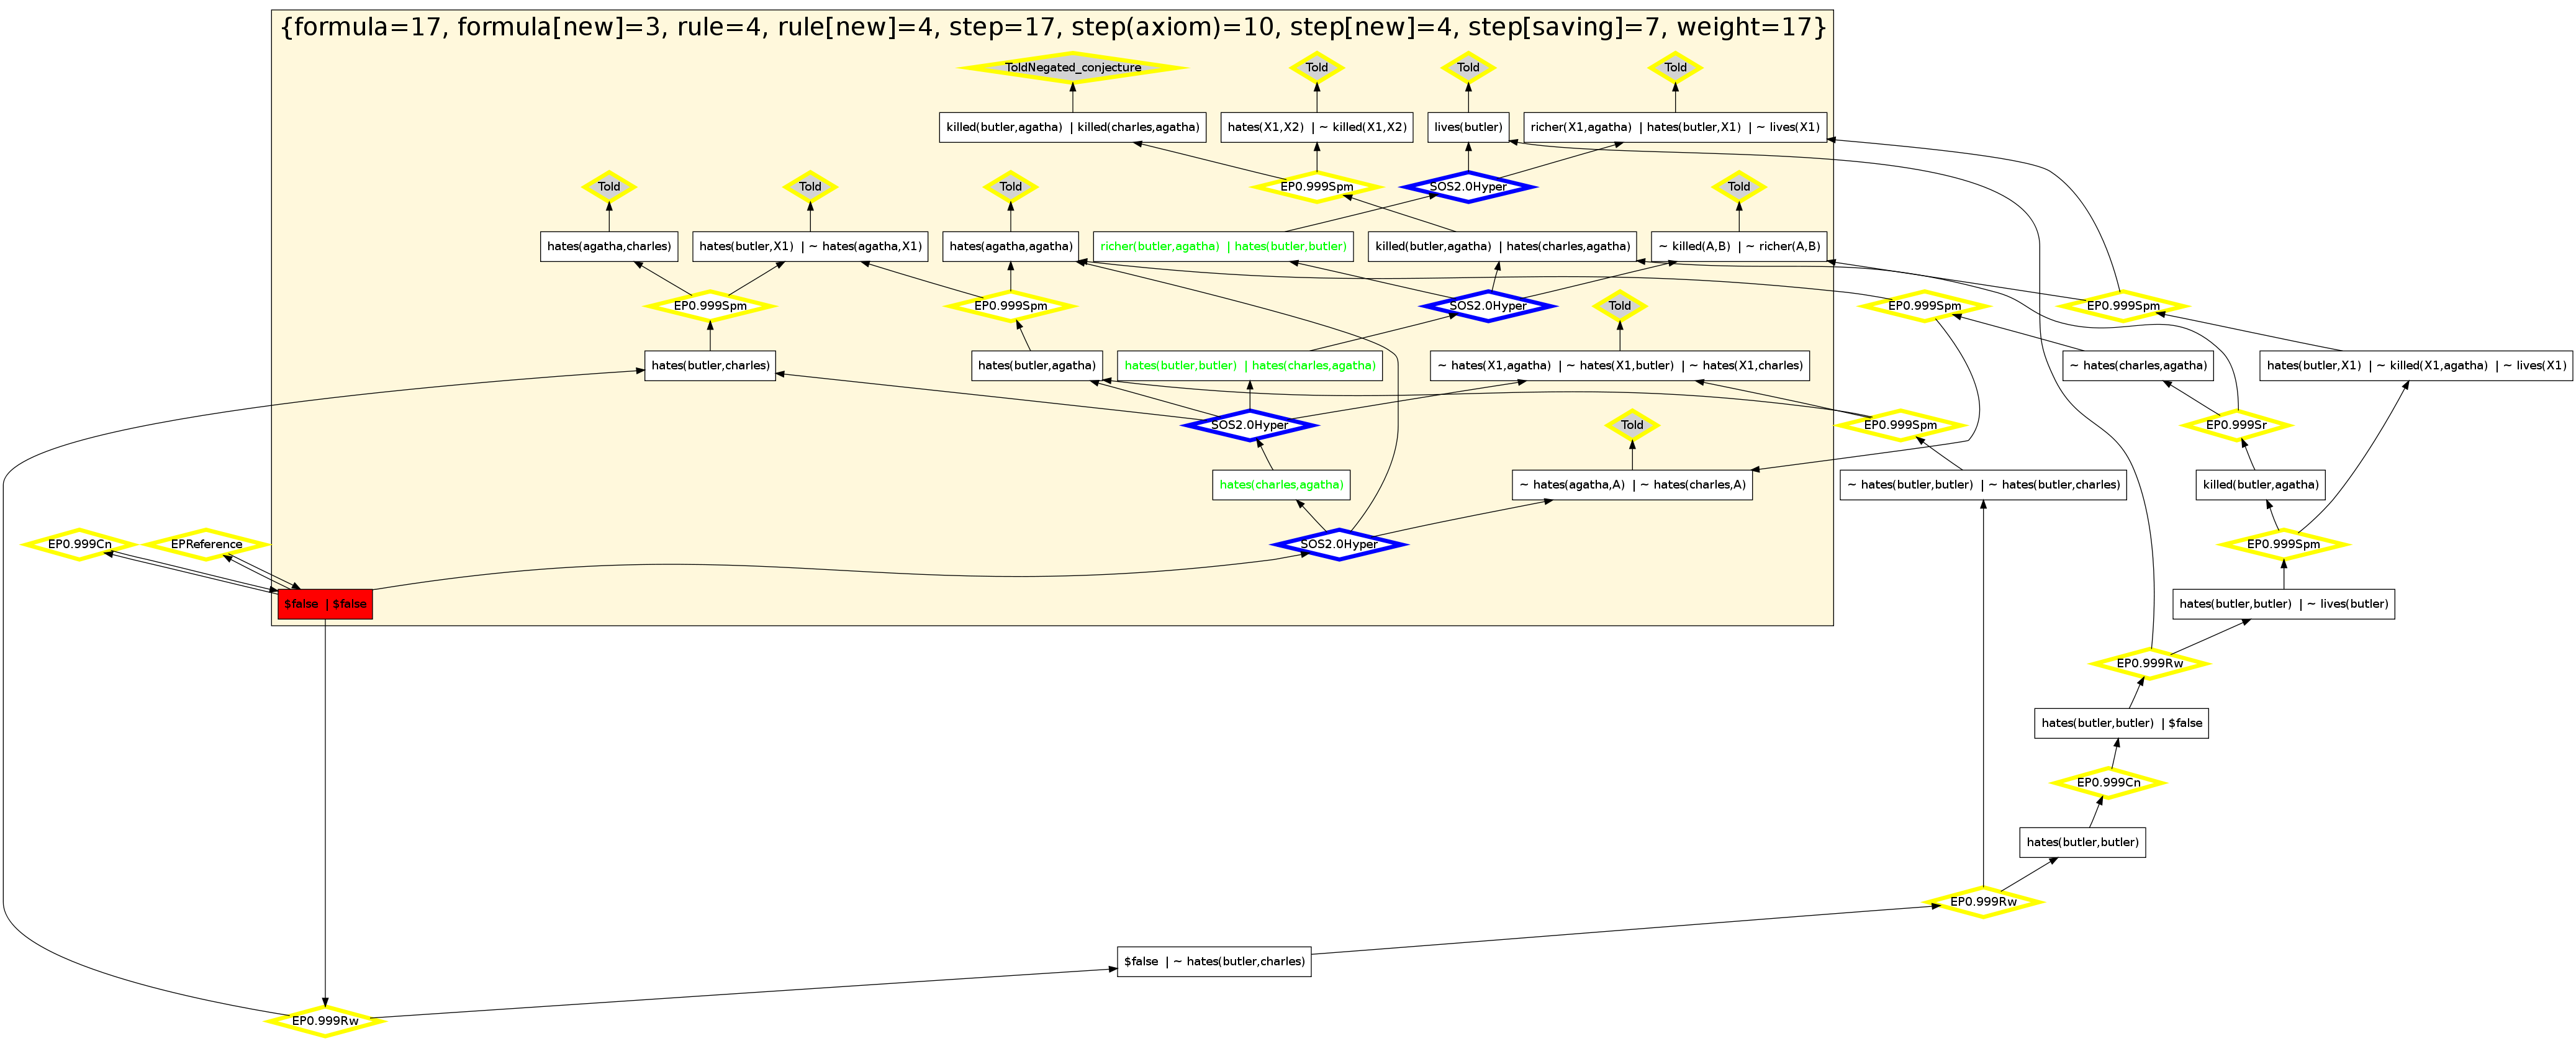 {formula=17, formula[new]=3, rule=4, rule[new]=4, step=17, step(axiom)=10, step[new]=4, step[saving]=7, weight=17}
ToldNegated_conjecture
Told
Told
Told
killed(butler,agatha) | killed(charles,agatha)
hates(X1,X2) | ~ killed(X1,X2)
lives(butler)
richer(X1,agatha) | hates(butler,X1) | ~ lives(X1)
Told
Told
Told
EP0.999Spm
SOS2.0Hyper
Told
hates(agatha,charles)
hates(butler,X1) | ~ hates(agatha,X1)
hates(agatha,agatha)
richer(butler,agatha) | hates(butler,butler)
killed(butler,agatha) | hates(charles,agatha)
~ killed(A,B) | ~ richer(A,B)
EP0.999Spm
EP0.999Spm
SOS2.0Hyper
Told
EP0.999Spm
EP0.999Spm
hates(butler,charles)
hates(butler,agatha)
hates(butler,butler) | hates(charles,agatha)
~ hates(X1,agatha) | ~ hates(X1,butler) | ~ hates(X1,charles)
~ hates(charles,agatha)
hates(butler,X1) | ~ killed(X1,agatha) | ~ lives(X1)
SOS2.0Hyper
Told
EP0.999Spm
EP0.999Sr
hates(charles,agatha)
~ hates(agatha,A) | ~ hates(charles,A)
~ hates(butler,butler) | ~ hates(butler,charles)
killed(butler,agatha)
EP0.999Cn
EPReference
SOS2.0Hyper
EP0.999Spm
$false | $false
hates(butler,butler) | ~ lives(butler)
EP0.999Rw
hates(butler,butler) | $false
EP0.999Cn
hates(butler,butler)
EP0.999Rw
$false | ~ hates(butler,charles)
EP0.999Rw